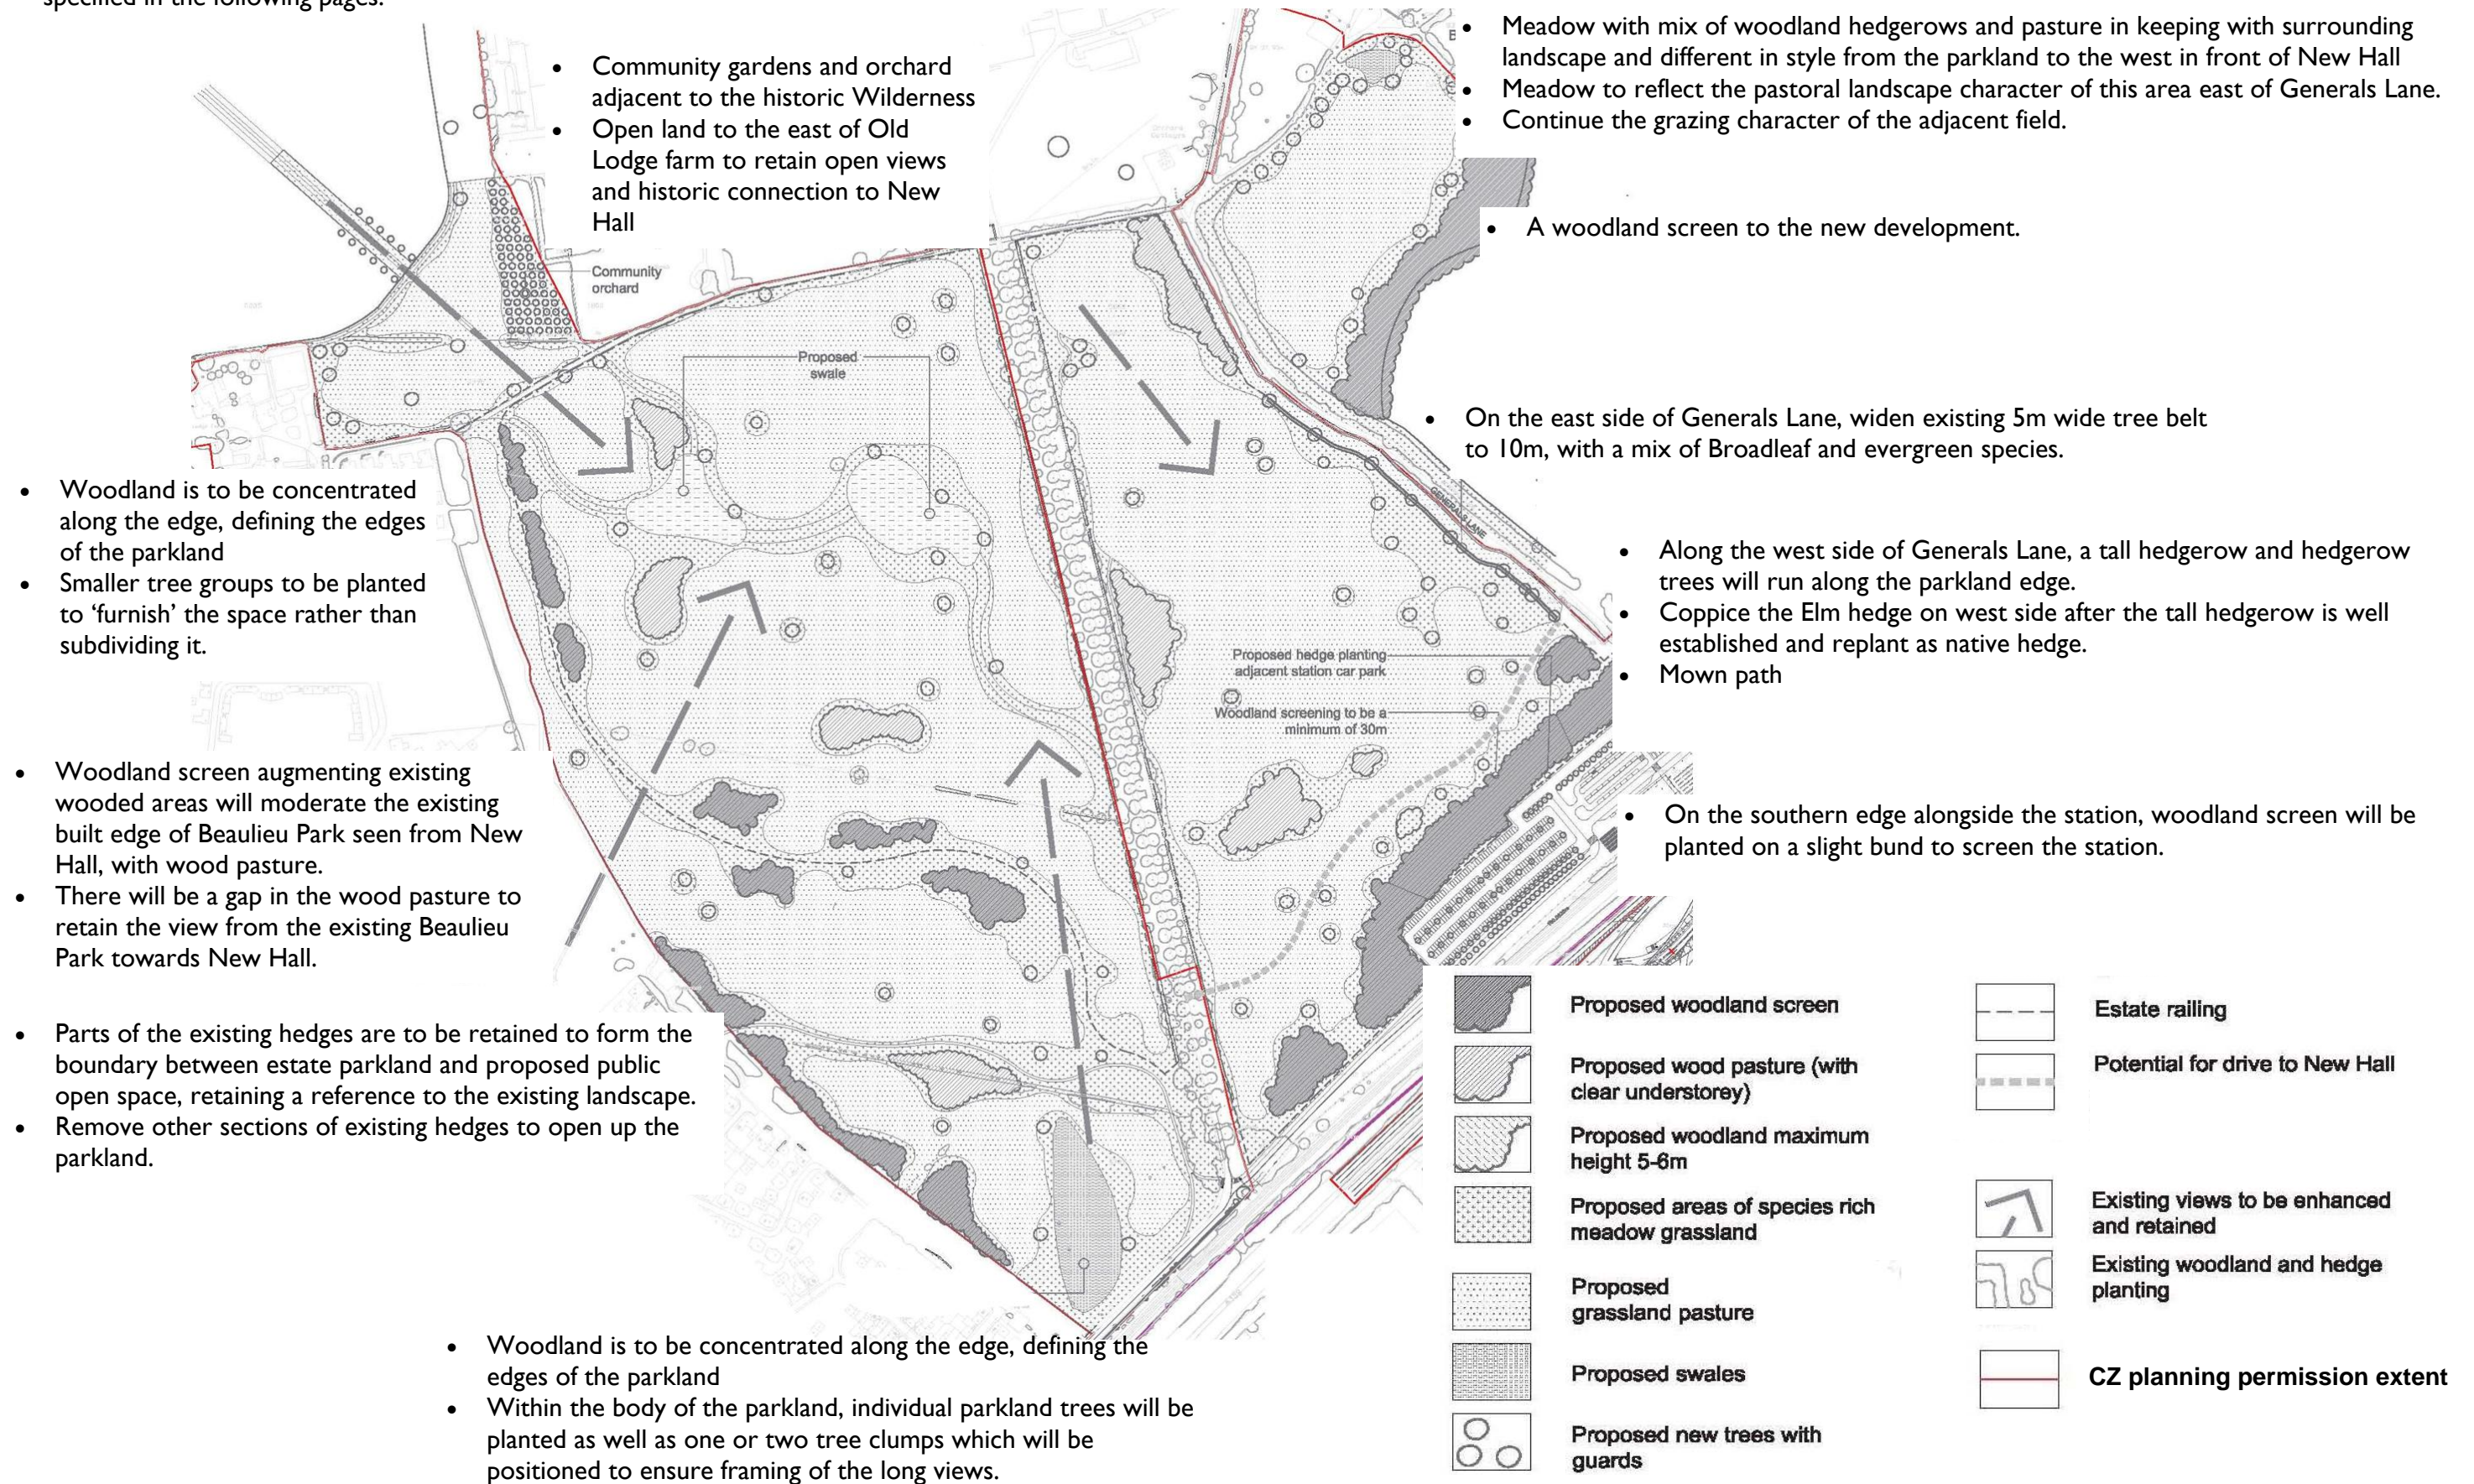 specified in the following pages.
• Community gardens and orchard
adjacent to the historic Wilderness
• Open land to the east of Old
Lodge farm to retain open views
and historic connection to New
Hall
• Meadow with mix of woodland hedgerows and pasture in keeping with surrounding
landscape and different in style from the parkland to the west in front of New Hall
• Meadow to reflect the pastoral landscape character of this area east of Generals Lane.
• Continue the grazing character of the adjacent field.
• A woodland screen to the new development.
Community
orchard
Proposed
swale
• On the east side of Generals Lane, widen existing 5m wide tree belt
to 10m, with a mix of Broadleaf and evergreen species.
GENERALS LANE
• Woodland is to be concentrated
along the edge, defining the edges
of the parkland
• Smaller tree groups to be planted
to ‘furnish’ the space rather than
subdividing it.
• Along the west side of Generals Lane, a tall hedgerow and hedgerow
trees will run along the parkland edge.
• Coppice the Elm hedge on west side after the tall hedgerow is well
established and replant as native hedge.
• Mown path
Proposed hedge planting
adjacent station car park
Woodland screening to be a
minimum of 30m
• Woodland screen augmenting existing
wooded areas will moderate the existing
built edge of Beaulieu Park seen from New
Hall, with wood pasture.
• There will be a gap in the wood pasture to
retain the view from the existing Beaulieu
Park towards New Hall.
• On the southern edge alongside the station, woodland screen will be
planted on a slight bund to screen the station.
• Parts of the existing hedges are to be retained to form the
boundary between estate parkland and proposed public
open space, retaining a reference to the existing landscape.
• Remove other sections of existing hedges to open up the
parkland.
• Woodland is to be concentrated along the edge, defining the
edges of the parkland
• Within the body of the parkland, individual parkland trees will be
planted as well as one or two tree clumps which will be
positioned to ensure framing of the long views.
Proposed woodland screen
Proposed wood pasture (with
clear understorey)
Proposed woodland maximum
height 5-6m
Proposed areas of species rich
meadow grassland
Proposed
grassland pasture
Proposed swales
Proposed new trees with
guards
Estate railing
Potential for drive to New Hall
Existing views to be enhanced
and retained
Existing woodland and hedge
planting
CZ planning permission extent